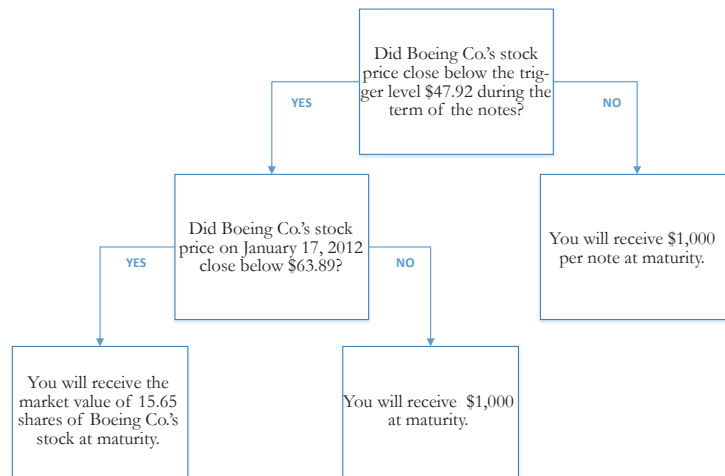 Did Boeing Co.'s stock
price close below the trig-
ger level $47.92 during the
term of the notes?
YES
NO
Did Boeing Co.'s stock
price on January 17, 2012
close below $63.89?
You will receive $1,000
per note at maturity.
YES
NO
You will receive the
market value of 15.65
shares of Boeing Co.'s
stock at maturity.
You will receive $1,000
at maturity.